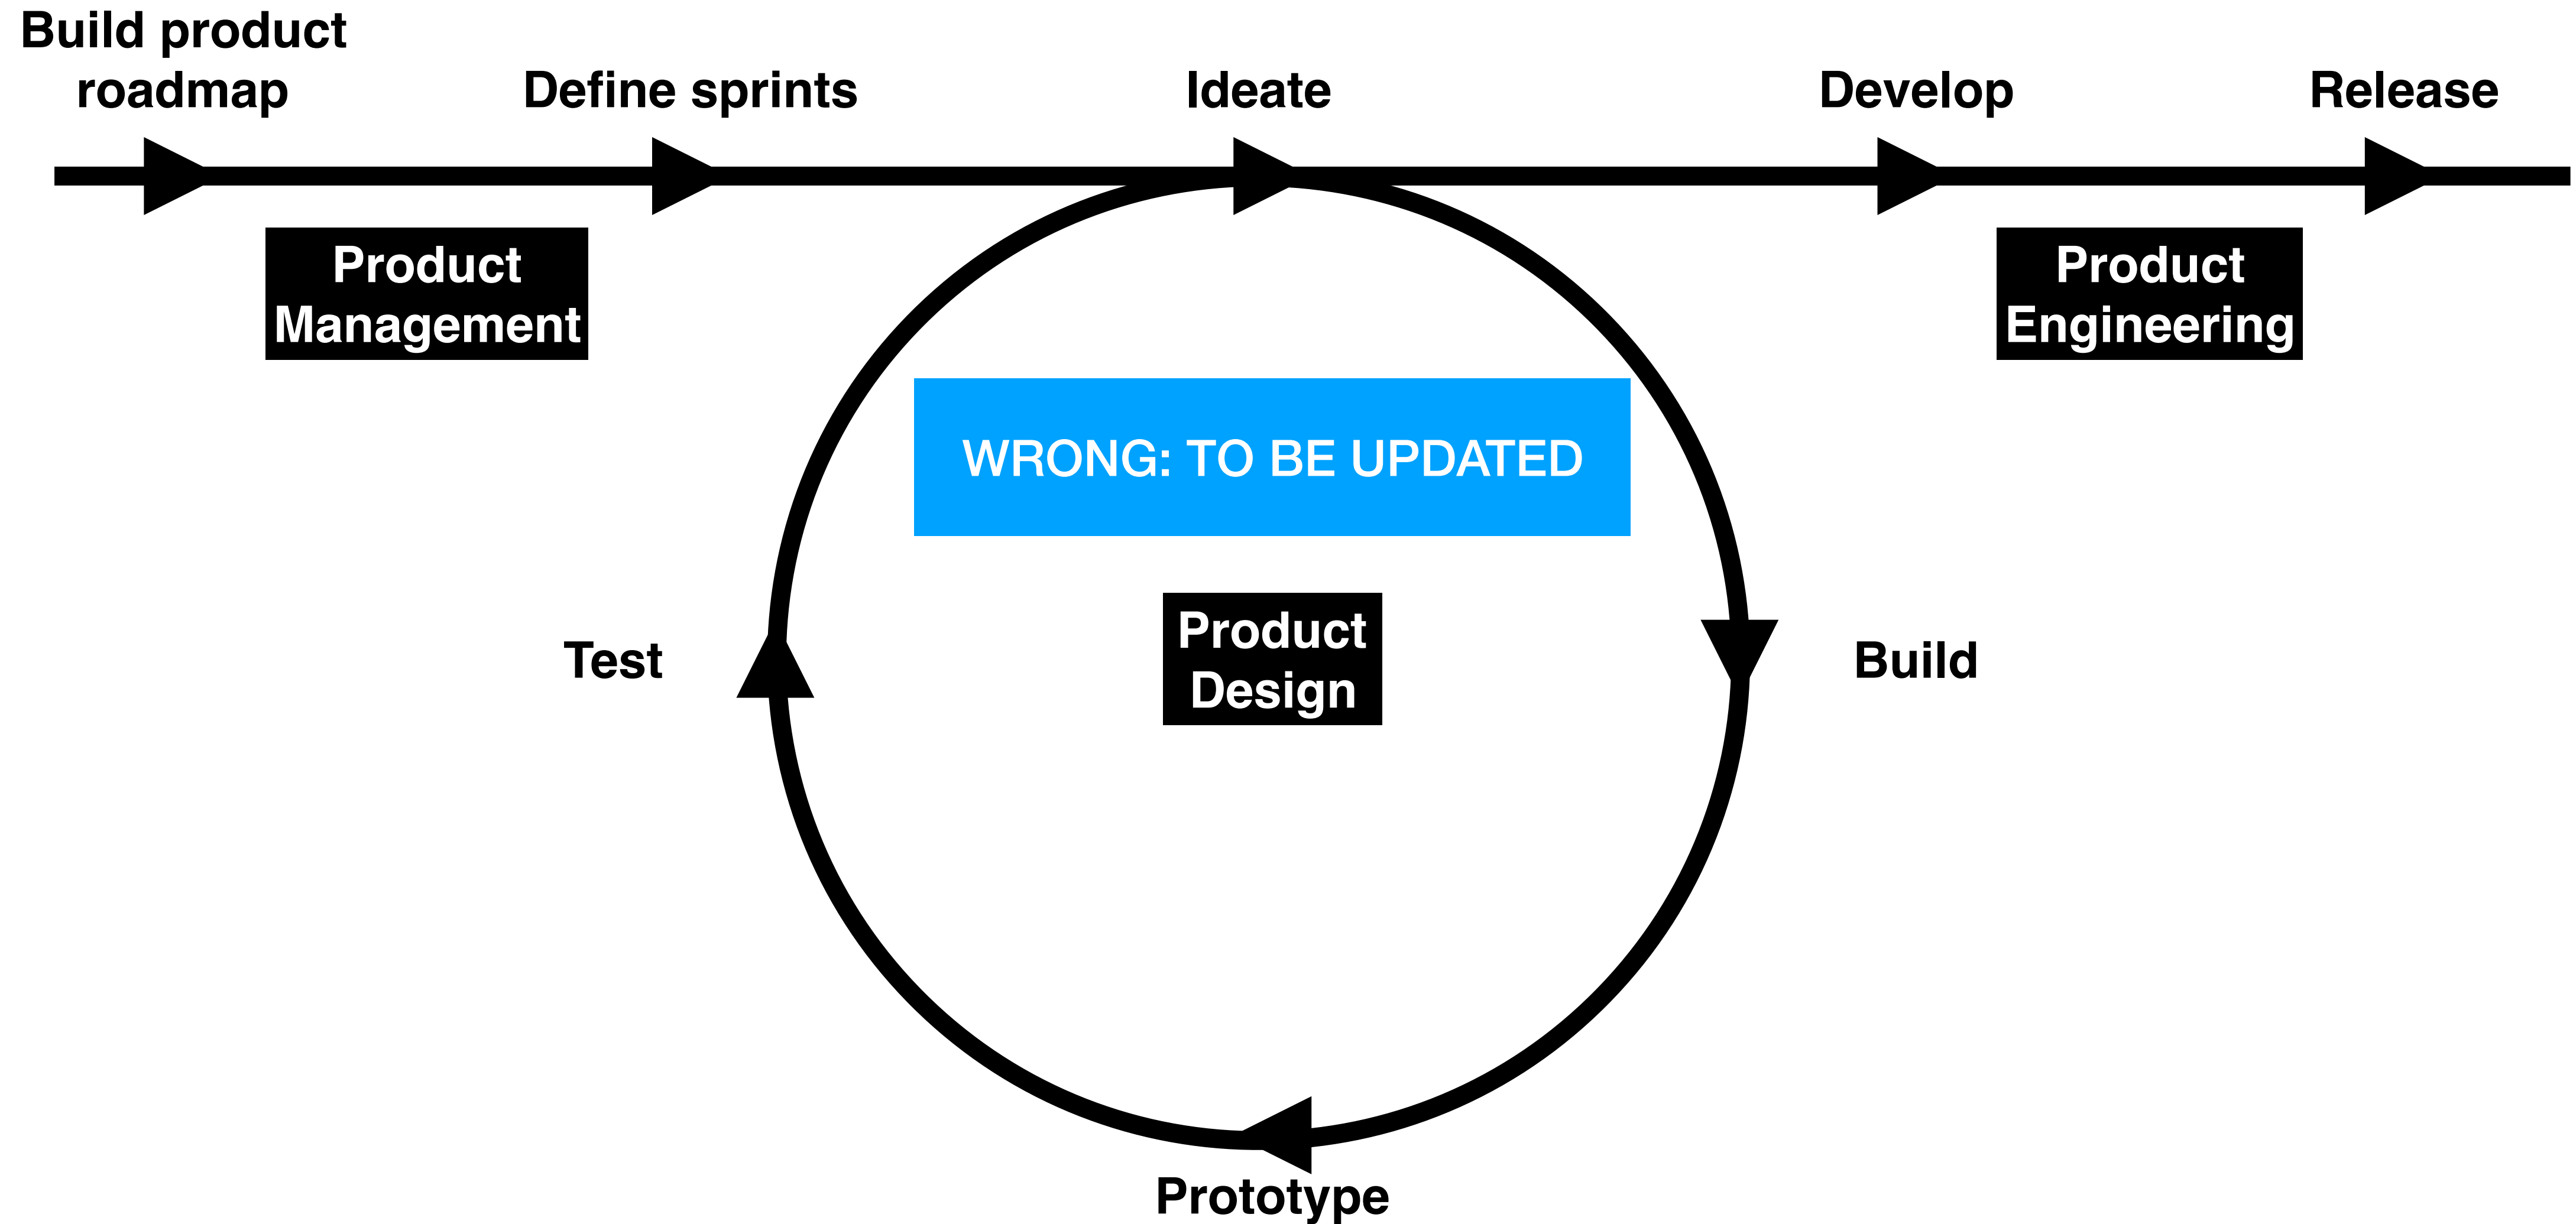 Build product
roadmap
Define sprints
Ideate
Develop
Release
Product
Management
Product
Engineering
WRONG: TO BE UPDATED
Product
Design
Test
Build
Prototype